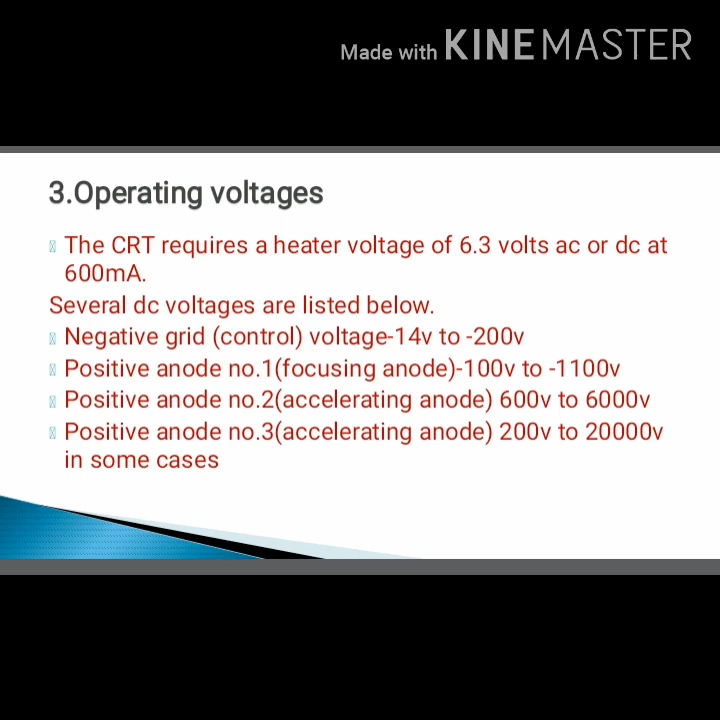 Made with KINEMASTER
3.Operating voltages
The CRT requires a heater voltage of 6.3 volts ac or dc at
600mA.
Several dc voltages are listed below.
Negative grid (control) voltage-14v to -200v
Positive anode no.1(focusing anode)-100v to -1100v
Positive anode no.2(accelerating anode) 600v to 6000v
Positive anode no.3(accelerating anode) 200v to 20000v
in some cases